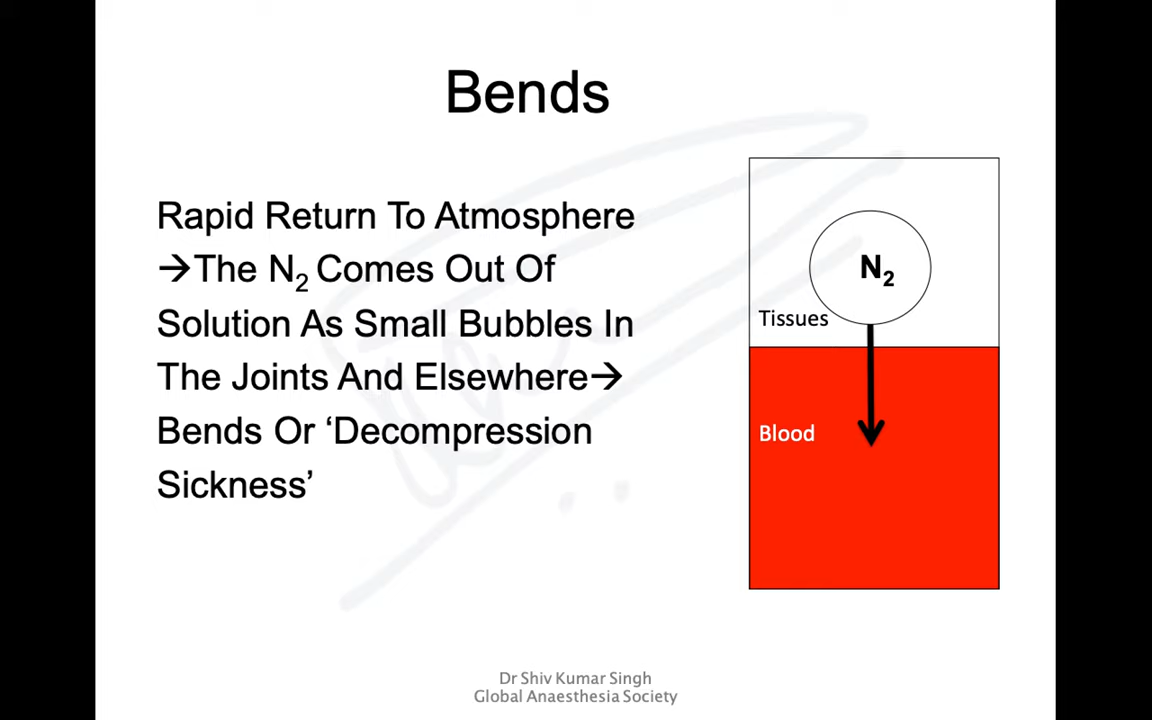 Bends
Rapid Return To Atmosphere
→The N₂ Comes Out Of
Solution As Small Bubbles In
The Joints And Elsewhere→
Bends Or ‘Decompression
Sickness’
N₂
Tissues
Blood
Dr Shiv Kumar Singh
Global Anaesthesia Society